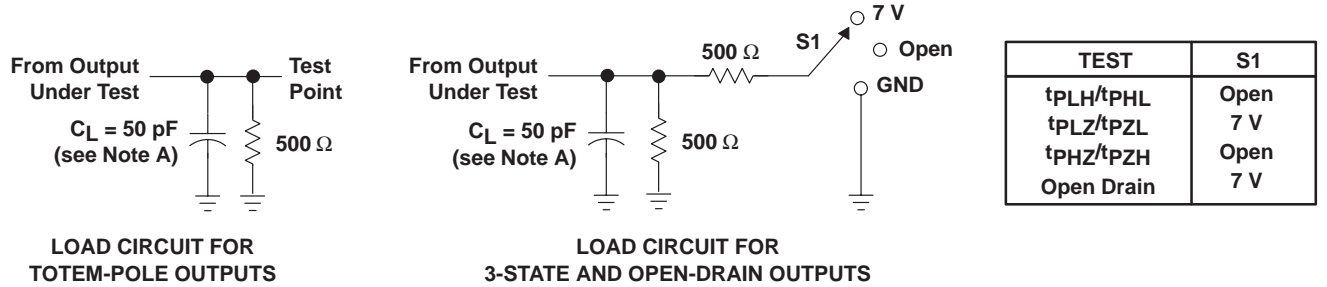 From Output
Under Test
Test
Point
CL = 50 pF
(see Note A)
500 Ω
LOAD CIRCUIT FOR
TOTEM-POLE OUTPUTS
From Output
Under Test
CL = 50 pF
(see Note A)
500 Ω
500 Ω
S1
7 V
Open
GND
LOAD CIRCUIT FOR
3-STATE AND OPEN-DRAIN OUTPUTS
TEST S1
tPLH/tPHL Open
tPLZ/tPZL 7 V
tPHZ/tPZH Open
Open Drain 7 V